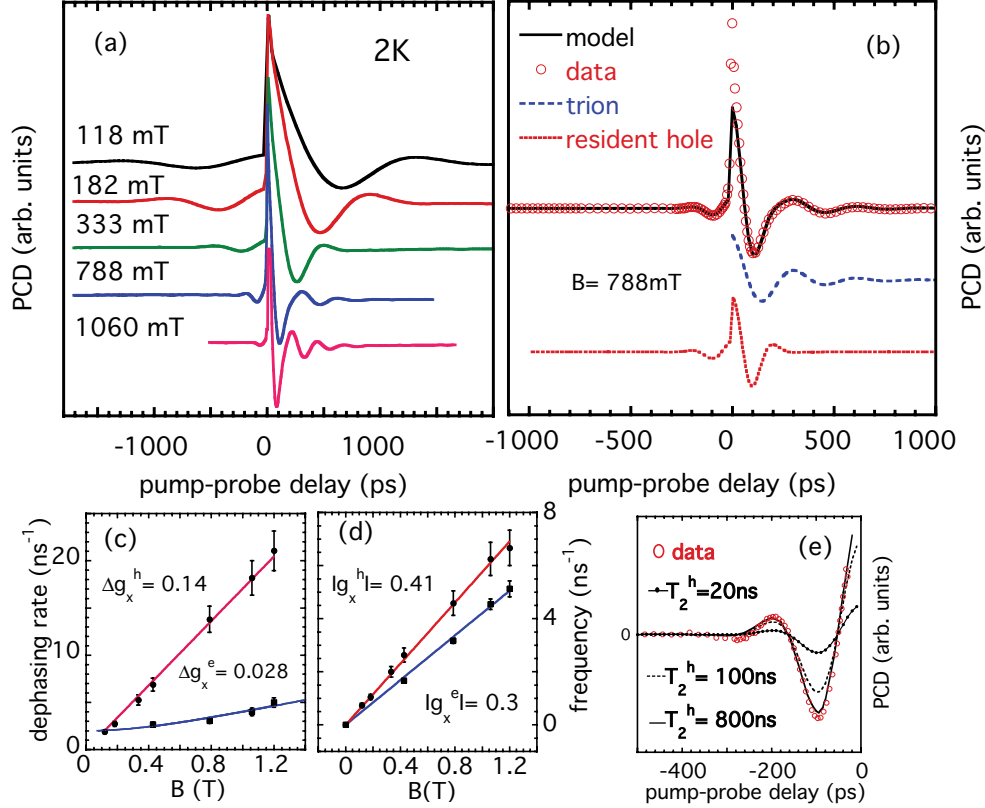 (a)
2K
118 mT
182 mT
333 mT
788 mT
1060 mT
PCD (arb. units)
-1000 0 1000
pump-probe delay (ps)
(b)
model
data
trion
resident hole
B= 788mT
PCD (arb. units)
-1000 -500 0 500 1000
pump-probe delay (ps)
(c)
Δgₓʰ = 0.14
Δgₓᵉ = 0.028
dephasing rate (ns⁻¹)
20
10
0
0 0.4 0.8 1.2
B (T)
(d)
|gₓʰ| = 0.41
|gₓᵉ| = 0.3
frequency (ns⁻¹)
8
4
0
0 0.4 0.8 1.2
B(T)
(e)
data
T₂ʰ=20ns
T₂ʰ= 100ns
T₂ʰ= 800ns
0
PCD (arb. units)
-400 -200 0
pump-probe delay (ps)